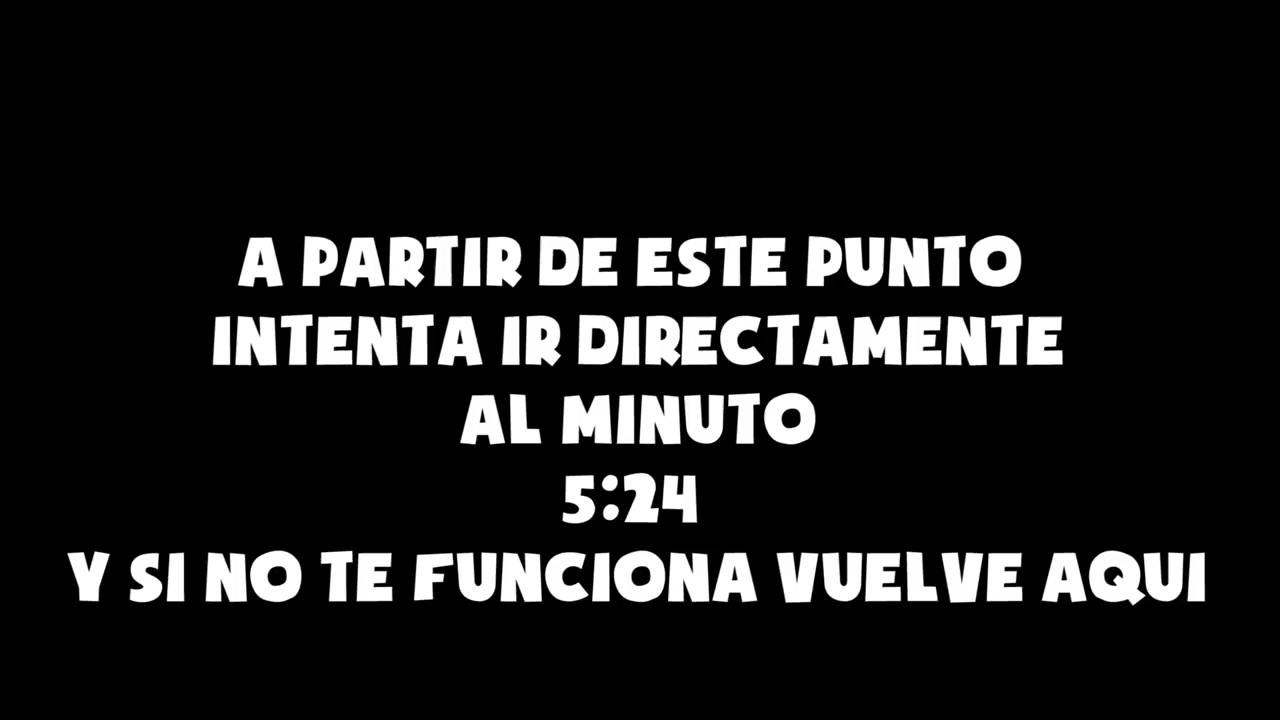 A PARTIR DE ESTE PUNTO
INTENTA IR DIRECTAMENTE
AL MINUTO
5:24
Y SI NO TE FUNCIONA VUELVE AQUI